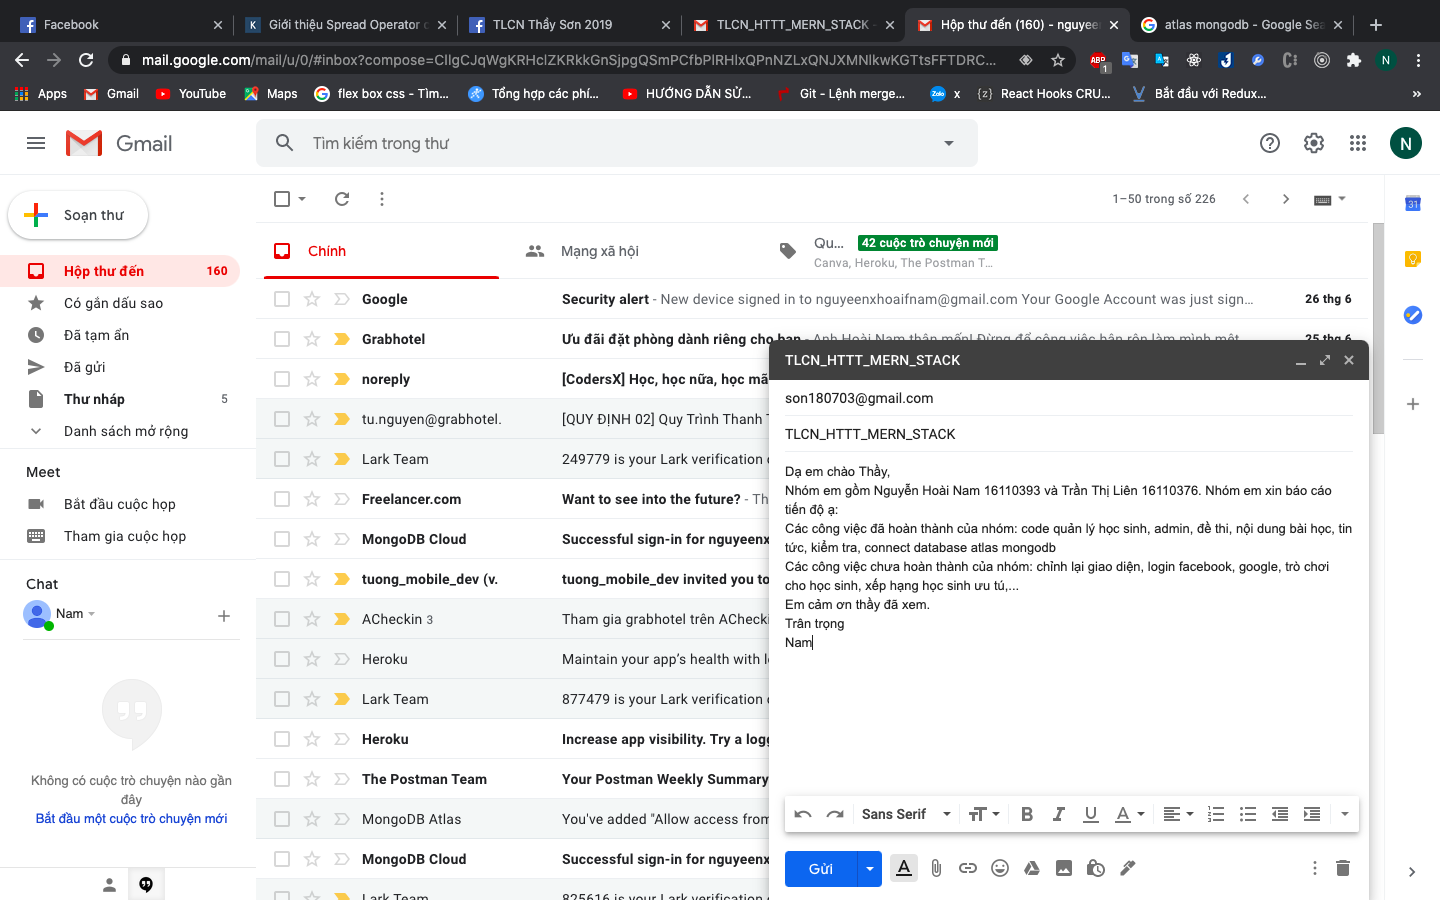 Facebook
Giới thiệu Spread Operator
TLCN Thầy Sơn 2019
TLCN_HTTT_MERN_STACK -
Hộp thư đến (160) - nguyee
atlas mongodb - Google Sea
mail.google.com/mail/u/0/#inbox?compose=CllgCJqWgKRHclZKRkkGnSjpgQSmPCfbPlRHlxQPnNZLxQNJXMNlkwKGTtsFFTDRC...
Apps
Gmail
YouTube
Maps
flex box css - Tìm...
Tổng hợp các phí...
HƯỚNG DẪN SỬ...
Git - Lệnh merge...
x
React Hooks CRU...
Bắt đầu với Redux...
Gmail
Tìm kiếm trong thư
N
Soạn thư
1–50 trong số 226
Hộp thư đến 160
Có gắn dấu sao
Đã tạm ẩn
Đã gửi
Thư nháp 5
Danh sách mở rộng
Meet
Bắt đầu cuộc họp
Tham gia cuộc họp
Chat
Nam
Không có cuộc trò chuyện nào gần
đây
Bắt đầu một cuộc trò chuyện mới
Chính
Mạng xã hội
Qu... 42 cuộc trò chuyện mới
Canva, Heroku, The Postman T...
Google Security alert - New device signed in to nguyeenxhoaifnam@gmail.com Your Google Account was just sign... 26 thg 6
Grabhotel Ưu đãi đặt phòng dành riêng cho bạn - Anh Hoài Nam thân mến! Đừng để công việc bận rộn làm mình mệt 25 thg 6
noreply [CodersX] Học, học nữa, học mã
tu.nguyen@grabhotel. [QUY ĐỊNH 02] Quy Trình Thanh T
Lark Team 249779 is your Lark verification
Freelancer.com Want to see into the future? - Th
MongoDB Cloud Successful sign-in for nguyeenx
tuong_mobile_dev (v. tuong_mobile_dev invited you to
ACheckin 3 Tham gia grabhotel trên ACheck
Heroku Maintain your app's health with l
Lark Team 877479 is your Lark verification
Heroku Increase app visibility. Try a logg
The Postman Team Your Postman Weekly Summary
MongoDB Atlas You've added "Allow access from
MongoDB Cloud Successful sign-in for nguyeenx
Lark Team 825616 is your Lark verification
TLCN_HTTT_MERN_STACK
son180703@gmail.com
TLCN_HTTT_MERN_STACK
Dạ em chào Thầy,
Nhóm em gồm Nguyễn Hoài Nam 16110393 và Trần Thị Liên 16110376. Nhóm em xin báo cáo
tiến độ ạ:
Các công việc đã hoàn thành của nhóm: code quản lý học sinh, admin, đề thi, nội dung bài học, tin
tức, kiểm tra, connect database atlas mongodb
Các công việc chưa hoàn thành của nhóm: chỉnh lại giao diện, login facebook, google, trò chơi
cho học sinh, xếp hạng học sinh ưu tú,...
Em cảm ơn thầy đã xem.
Trân trọng
Nam
Sans Serif
Gửi